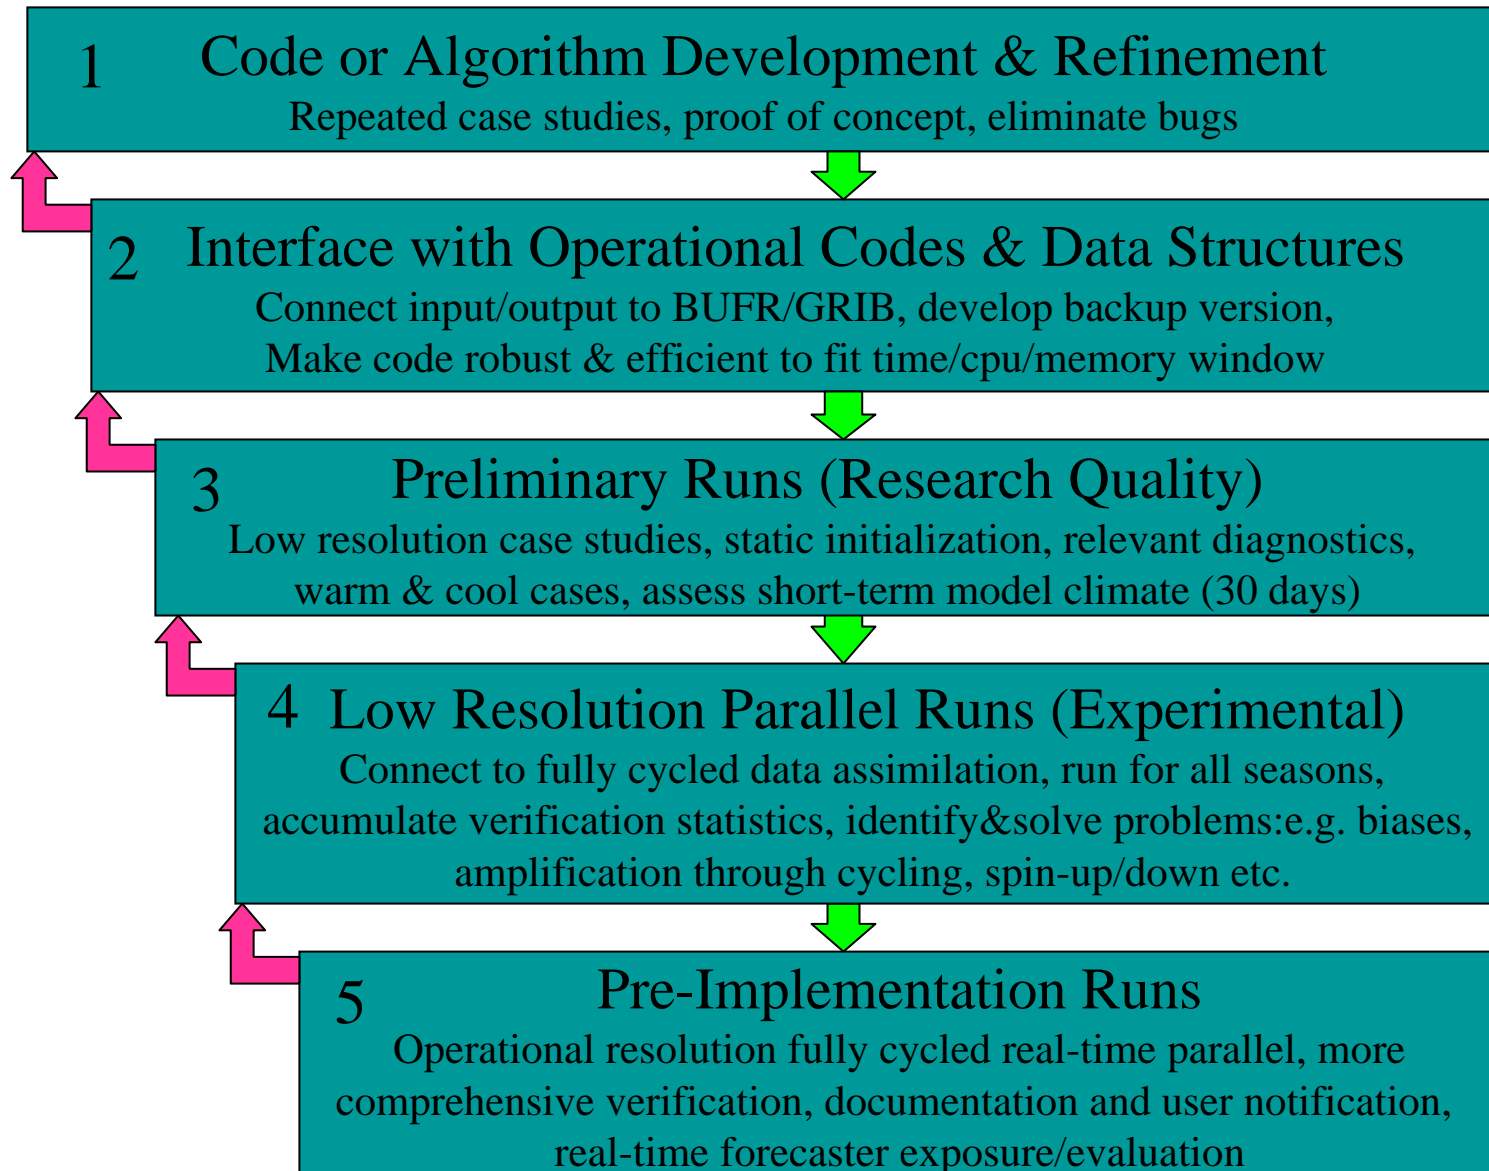 1 Code or Algorithm Development & Refinement
Repeated case studies, proof of concept, eliminate bugs
2 Interface with Operational Codes & Data Structures
Connect input/output to BUFR/GRIB, develop backup version,
Make code robust & efficient to fit time/cpu/memory window
3 Preliminary Runs (Research Quality)
Low resolution case studies, static initialization, relevant diagnostics,
warm & cool cases, assess short-term model climate (30 days)
4 Low Resolution Parallel Runs (Experimental)
Connect to fully cycled data assimilation, run for all seasons,
accumulate verification statistics, identify&solve problems:e.g. biases,
amplification through cycling, spin-up/down etc.
5 Pre-Implementation Runs
Operational resolution fully cycled real-time parallel, more
comprehensive verification, documentation and user notification,
real-time forecaster exposure/evaluation